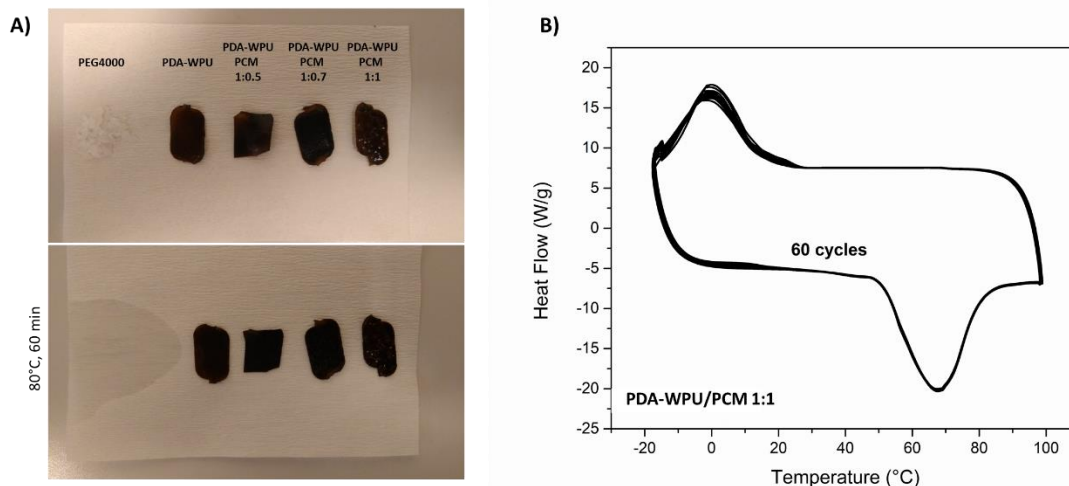 A)
PEG4000
PDA-WPU
PDA-WPU
PCM
1:0.5
PDA-WPU
PCM
1:0.7
PDA-WPU
PCM
1:1
80°C, 60 min
B)
Heat Flow (W/g)
20
15
10
5
0
-5
-10
-15
-20
-25
60 cycles
PDA-WPU/PCM 1:1
-20
0
20
40
60
80
100
Temperature (°C)